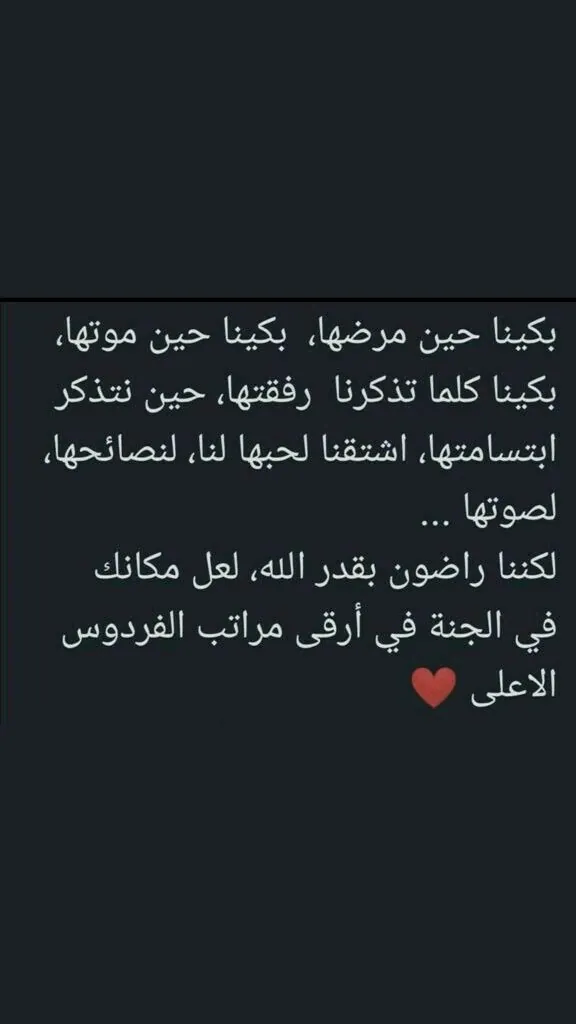 بكينا حين مرضها، بكينا حين موتها،
بكينا كلما تذكرنا رفقتها، حين نتذكر
ابتسامتها، اشتقنا لحبها لنا، لنصائحها،
لصوتها ...
لكننا راضون بقدر الله، لعل مكانك
في الجنة في أرقى مراتب الفردوس
الاعلى ❤️